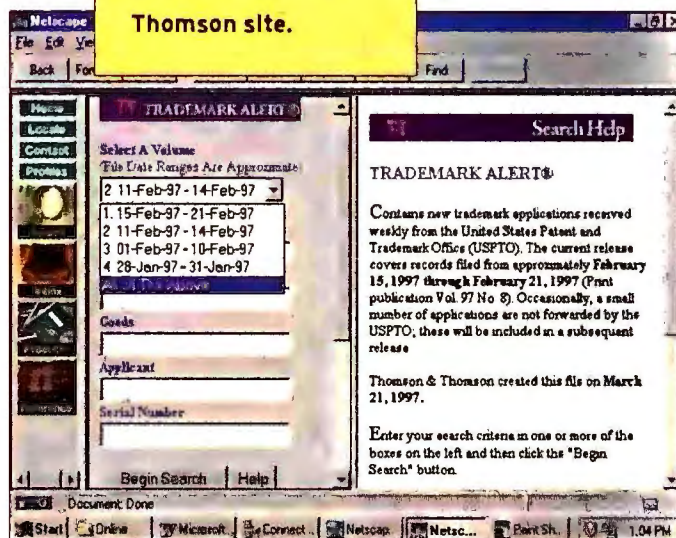 Thomson site.
Netscape
File Edit
Back
Find
Home
Locate
Contact
Profiles
TRADEMARK ALERT®
Select A Volume
(File Date Ranges Are Approximate)
2 11-Feb-97 - 14-Feb-97
1. 15-Feb-97 - 21-Feb-97
2 11-Feb-97 - 14-Feb-97
3 01-Feb-97 - 10-Feb-97
4 28-Jan-97 - 31-Jan-97
Goods
Applicant
Serial Number
Begin Search Help
Search Help
TRADEMARK ALERT®
Contains new trademark applications received
weekly from the United States Patent and
Trademark Office (USPTO). The current release
covers records filed from approximately February
15, 1997 through February 21, 1997 (Print
publication Vol. 97 No 8). Occasionally, a small
number of applications are not forwarded by the
USPTO; these will be included in a subsequent
release
Thomson & Thomson created this file on March
21, 1997.
Enter your search criteria in one or more of the
boxes on the left and then click the "Begin
Search" button.
Document: Done
Start Online Microsoft... Connect... Netscap... Netsc... Paint Sh... 1:04 PM